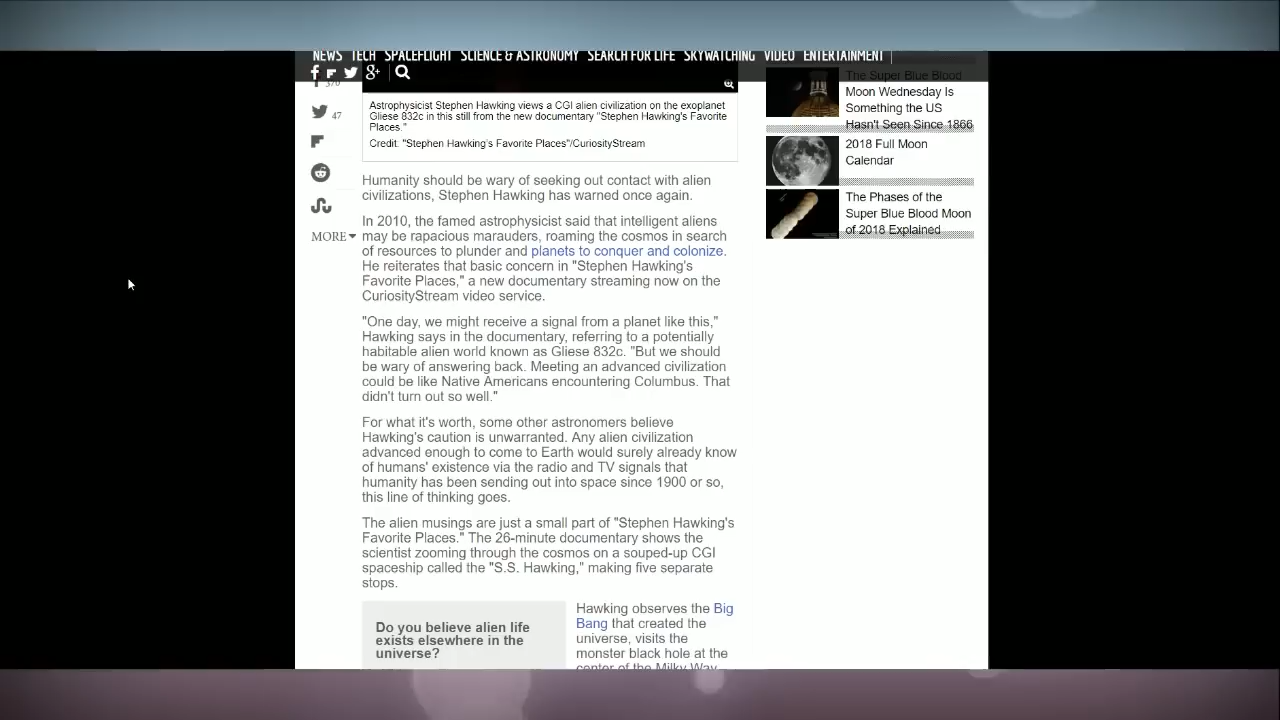 NEWS TECH SPACEFLIGHT SCIENCE & ASTRONOMY SEARCH FOR LIFE SKYWATCHING VIDEO ENTERTAINMENT
370
47
MORE
Astrophysicist Stephen Hawking views a CGI alien civilization on the exoplanet
Gliese 832c in this still from the new documentary "Stephen Hawking's Favorite
Places."
Credit: "Stephen Hawking's Favorite Places"/CuriosityStream
Humanity should be wary of seeking out contact with alien
civilizations, Stephen Hawking has warned once again.
In 2010, the famed astrophysicist said that intelligent aliens
may be rapacious marauders, roaming the cosmos in search
of resources to plunder and planets to conquer and colonize.
He reiterates that basic concern in "Stephen Hawking's
Favorite Places," a new documentary streaming now on the
CuriosityStream video service.
"One day, we might receive a signal from a planet like this,"
Hawking says in the documentary, referring to a potentially
habitable alien world known as Gliese 832c. "But we should
be wary of answering back. Meeting an advanced civilization
could be like Native Americans encountering Columbus. That
didn't turn out so well."
For what it's worth, some other astronomers believe
Hawking's caution is unwarranted. Any alien civilization
advanced enough to come to Earth would surely already know
of humans' existence via the radio and TV signals that
humanity has been sending out into space since 1900 or so,
this line of thinking goes.
The alien musings are just a small part of "Stephen Hawking's
Favorite Places." The 26-minute documentary shows the
scientist zooming through the cosmos on a souped-up CGI
spaceship called the "S.S. Hawking," making five separate
stops.
Do you believe alien life
exists elsewhere in the
universe?
Hawking observes the Big
Bang that created the
universe, visits the
monster black hole at the
center of the Milky Way
The Super Blue Blood
Moon Wednesday Is
Something the US
Hasn't Seen Since 1866
2018 Full Moon
Calendar
The Phases of the
Super Blue Blood Moon
of 2018 Explained